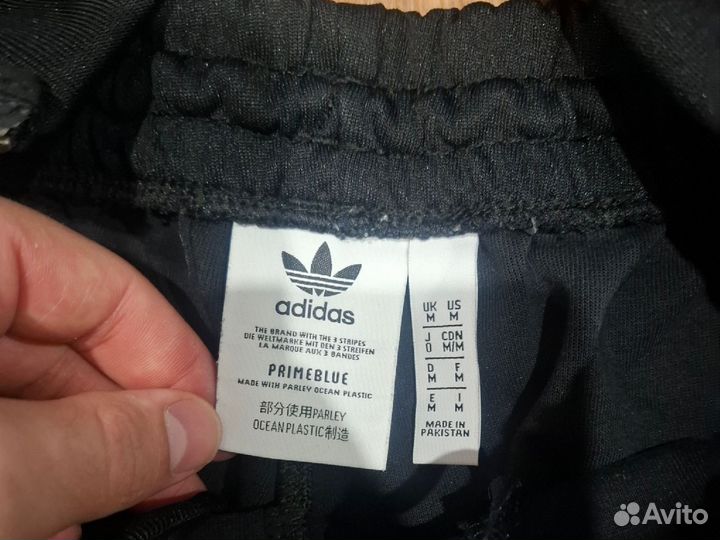 adidas
THE BRAND WITH THE 3 STRIPES
DIE WELTMARKE MIT DEN 3 STREIFEN
LA MARQUE AUX 3 BANDES
PRIMEBLUE
MADE WITH PARLEY OCEAN PLASTIC
部分使用PARLEY
OCEAN PLASTIC制造
UK US
M M
J CDN
O M/M
D F
M M
E I
M M
MADE IN
PAKISTAN
Avito